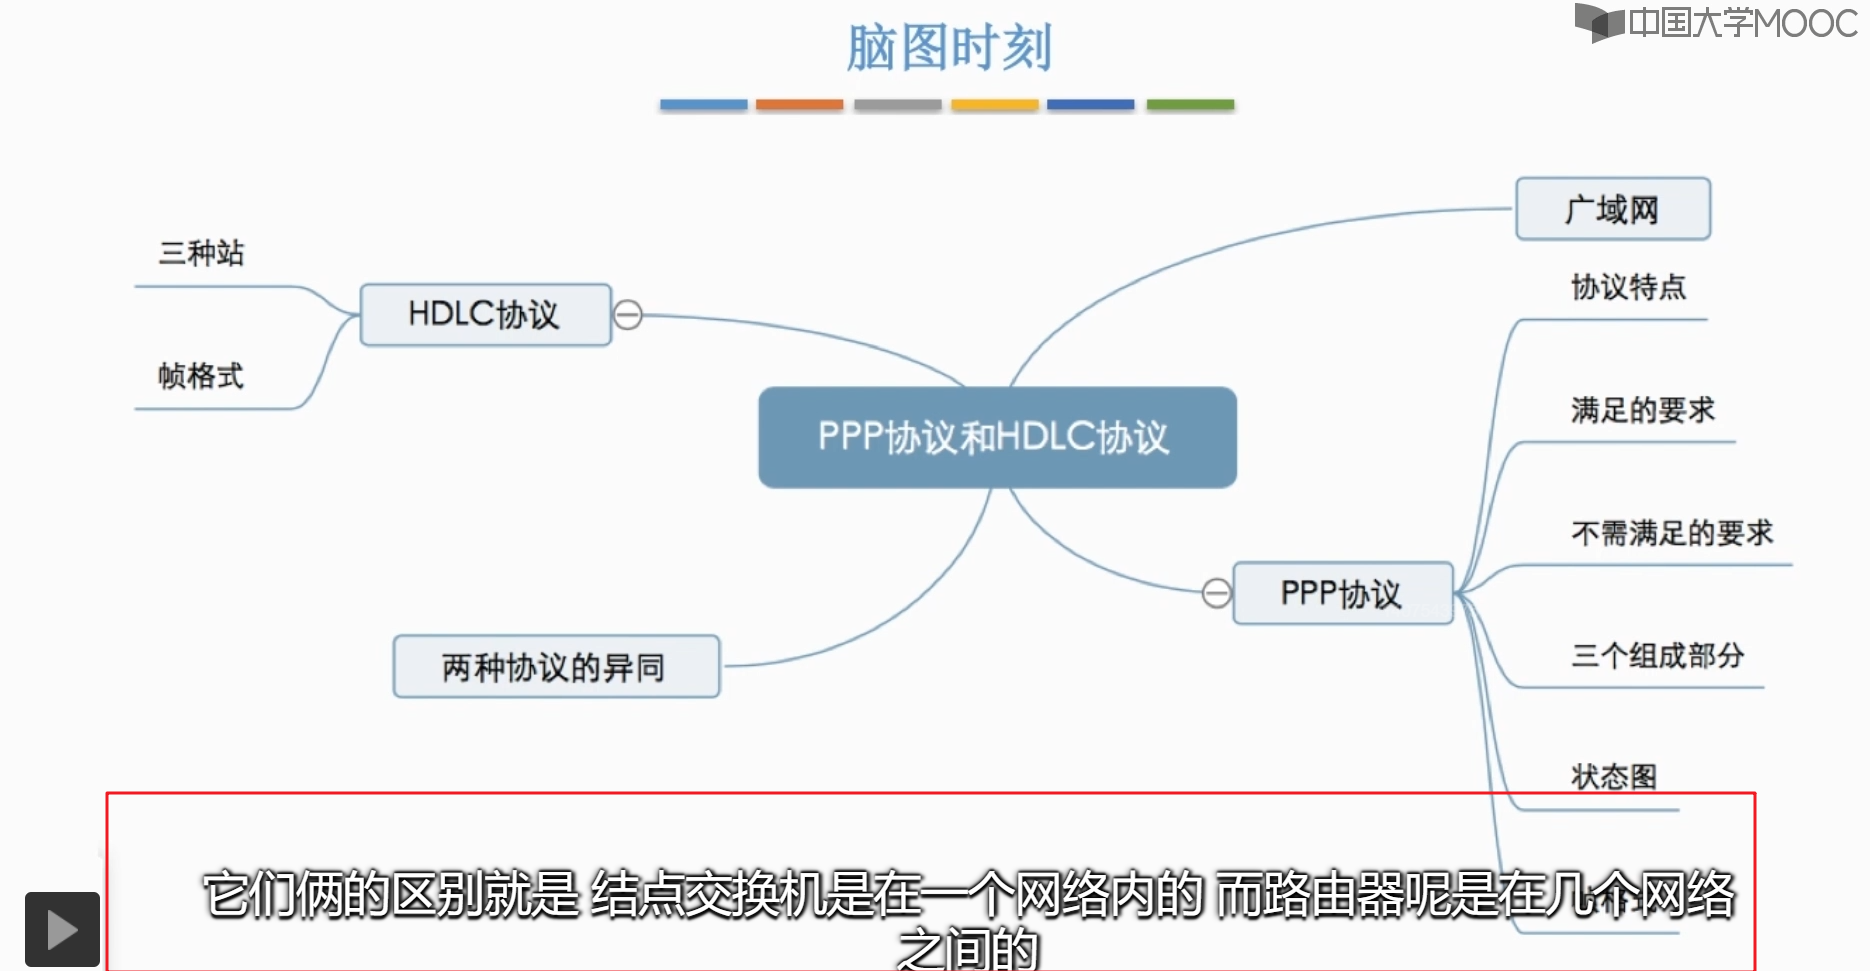 中国大学MOOC
脑图时刻
广域网
三种站
协议特点
HDLC协议
帧格式
满足的要求
PPP协议和HDLC协议
不需满足的要求
PPP协议
三个组成部分
两种协议的异同
状态图
它们俩的区别就是 结点交换机是在一个网络内的 而路由器呢是在几个网络
之间的